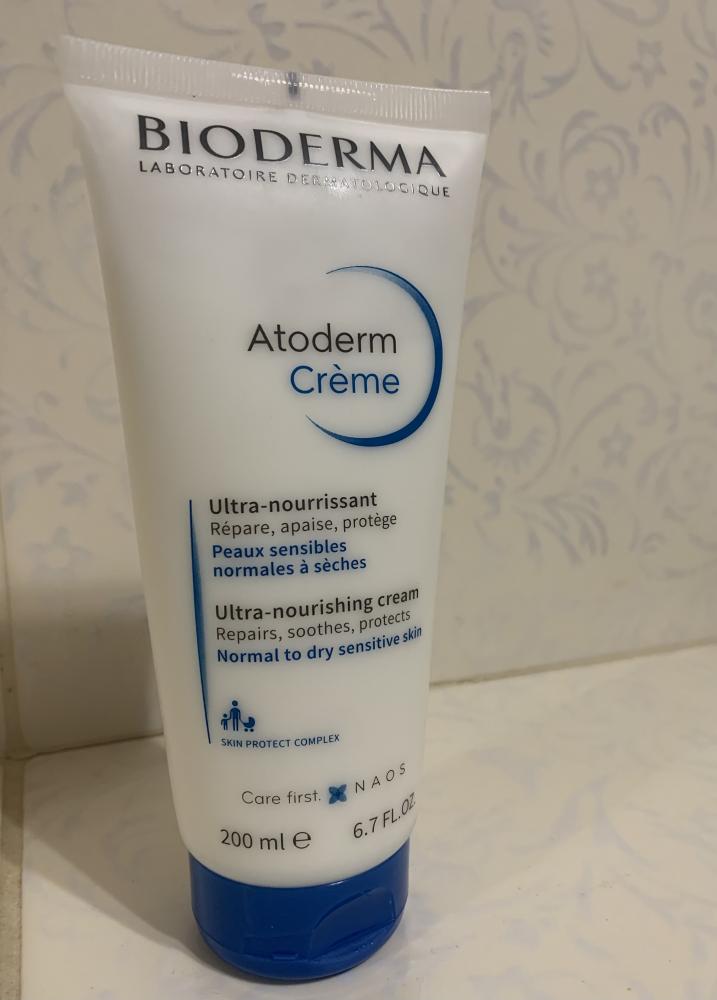 BIODERMA
LABORATOIRE DERMATOLOGIQUE
Atoderm
Crème
Ultra-nourrissant
Répare, apaise, protège
Peaux sensibles
normales à sèches
Ultra-nourishing cream
Repairs, soothes, protects
Normal to dry sensitive skin
SKIN PROTECT COMPLEX
Care first. NAOS
200 ml ℮ 6.7 FL.OZ.